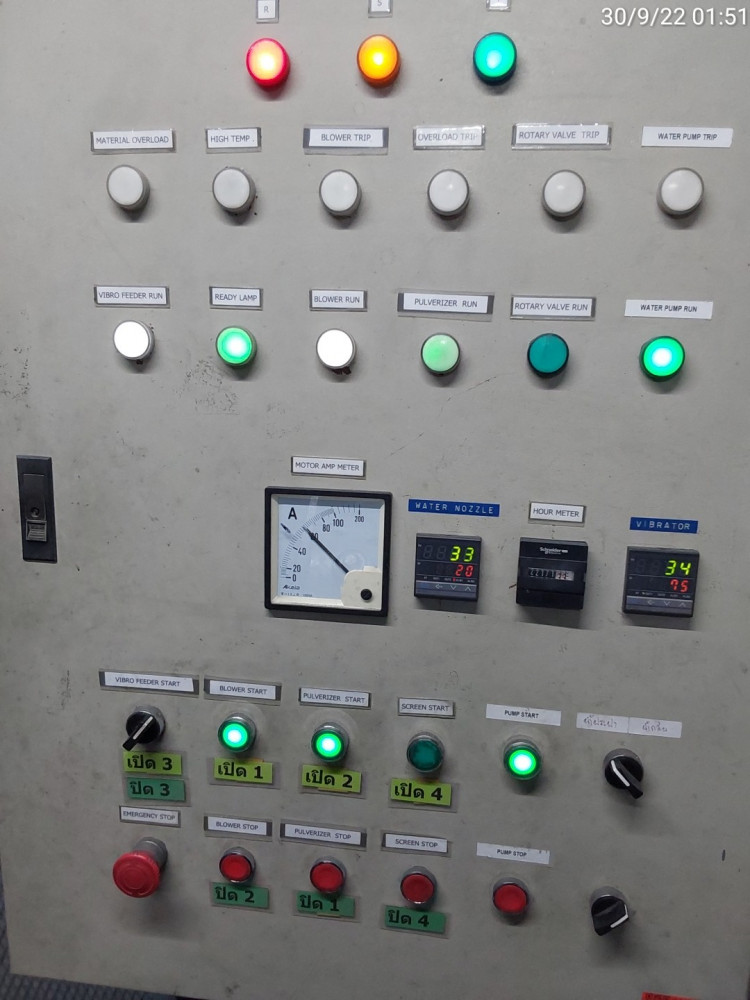 30/9/22 01:51
R
S
MATERIAL OVERLOAD
HIGH TEMP
BLOWER TRIP
OVERLOAD TRIP
ROTARY VALVE TRIP
WATER PUMP TRIP
VIBRO FEEDER RUN
READY LAMP
BLOWER RUN
PULVERIZER RUN
ROTARY VALVE RUN
WATER PUMP RUN
MOTOR AMP METER
WATER NOZZLE
HOUR METER
VIBRATOR
A
200
100
80
40
20
0
33
20
Schneider
34
75
VIBRO FEEDER START
BLOWER START
PULVERIZER START
SCREEN START
PUMP START
เปิด 3
เปิด 1
เปิด 2
เปิด 4
ปิด 3
EMERGENCY STOP
BLOWER STOP
PULVERIZER STOP
SCREEN STOP
PUMP STOP
ปิด 2
ปิด 1
ปิด 4